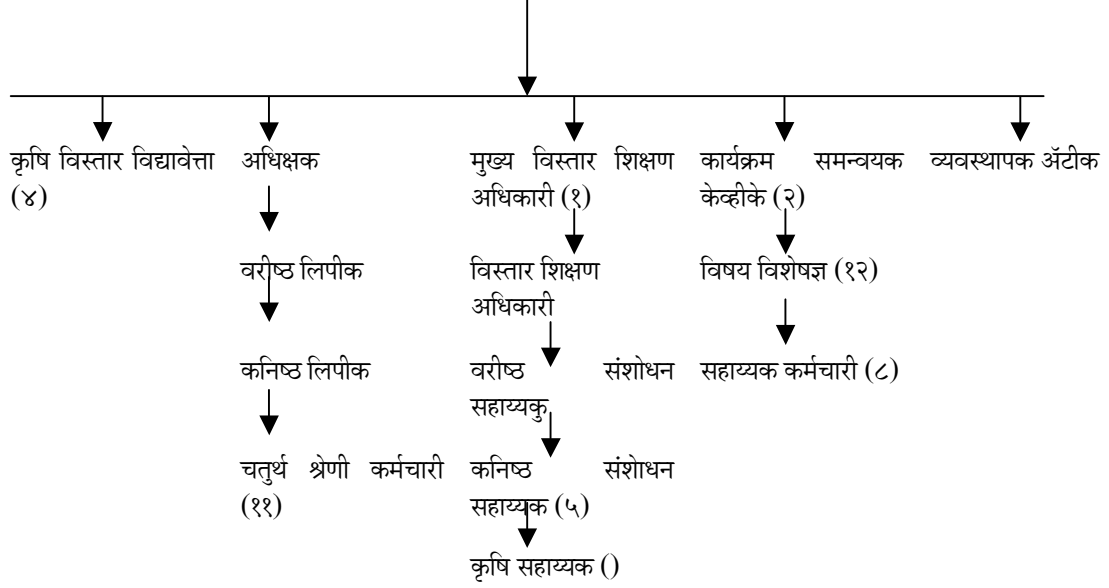 कृषि विस्तार विद्यावेत्ता
(४)
अधिक्षक
वरीष्ठ लिपीक
कनिष्ठ लिपीक
चतुर्थ श्रेणी कर्मचारी
(११)
मुख्य विस्तार शिक्षण
अधिकारी (१)
विस्तार शिक्षण
अधिकारी
वरीष्ठ संशोधन
सहाय्यकु
कनिष्ठ संशोधन
सहाय्यक (५)
कृषि सहाय्यक ()
कार्यक्रम समन्वयक
केव्हीके (२)
विषय विशेषज्ञ (१२)
सहाय्यक कर्मचारी (८)
व्यवस्थापक ॲटीक